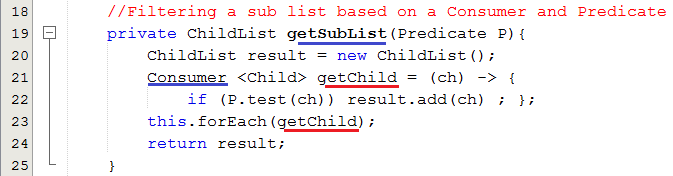 18 //Filtering a sub list based on a Consumer and Predicate
19 private ChildList getSubList(Predicate P){
20 ChildList result = new ChildList();
21 Consumer <Child> getChild = (ch) -> {
22 if (P.test(ch)) result.add(ch) ; };
23 this.forEach(getChild);
24 return result;
25 }